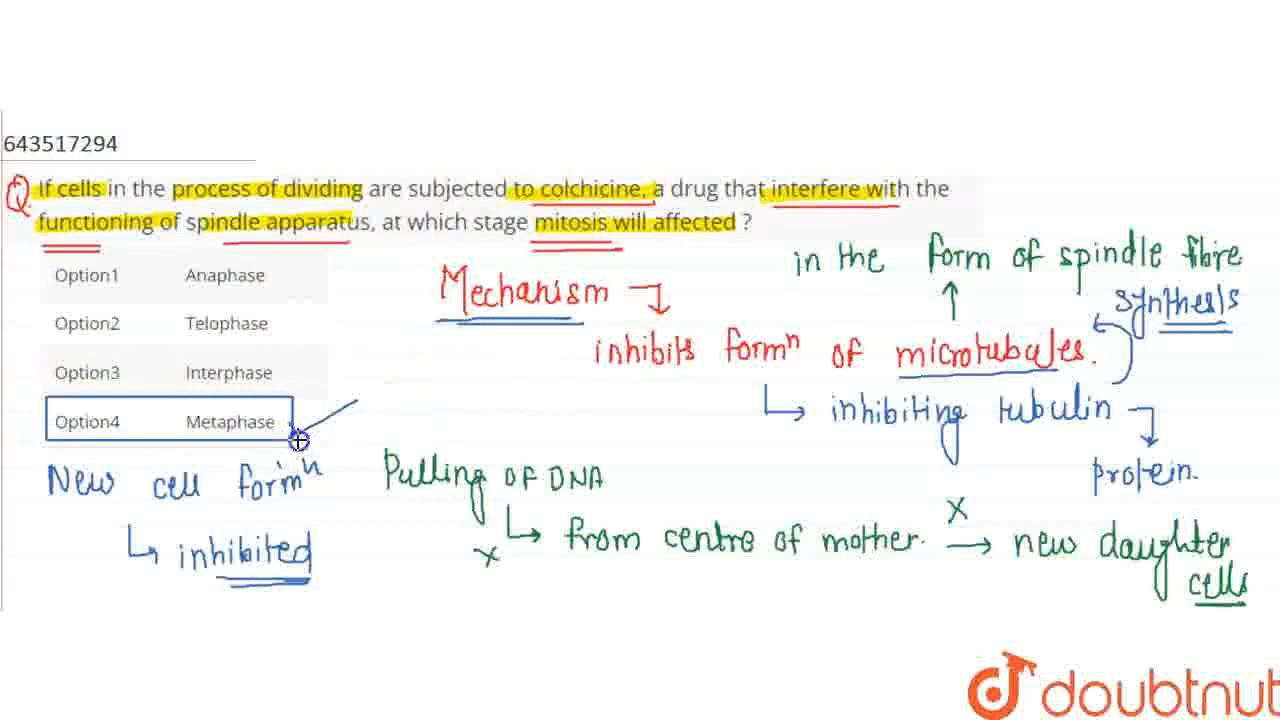 643517294
Q. If cells in the process of dividing are subjected to colchicine, a drug that interfere with the
functioning of spindle apparatus, at which stage mitosis will affected ?
Option1 Anaphase
Option2 Telophase
Option3 Interphase
Option4 Metaphase
in the form of spindle fibre
synthesis
Mechanism
inhibits formⁿ of microtubules.
↳ inhibiting tubulin
protein.
New cell formⁿ
↳ inhibited
Pulling of DNA
x ↳ from centre of mother. x → new daughter
cells
doubtnut